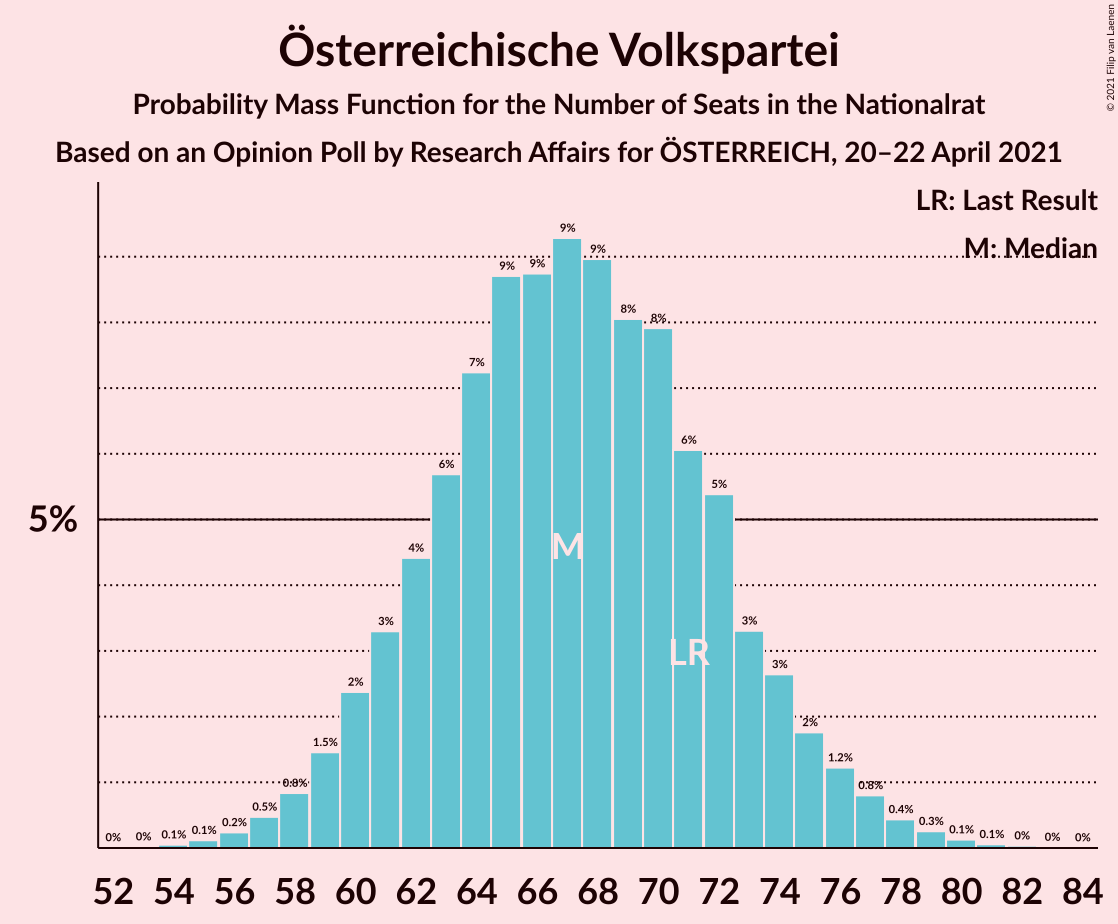 Österreichische Volkspartei
Probability Mass Function for the Number of Seats in the Nationalrat
Based on an Opinion Poll by Research Affairs for ÖSTERREICH, 20–22 April 2021
© 2021 Filip van Laenen
LR: Last Result
M: Median
5%
0% 0% 0.1% 0.1% 0.2% 0.5% 0.8% 1.5% 2% 3% 4% 6% 7% 9% 9% 9% 9% 8% 8% 6% 5% 3% 3% 2% 1.2% 0.8% 0.4% 0.3% 0.1% 0.1% 0% 0% 0%
M
LR
52 54 56 58 60 62 64 66 68 70 72 74 76 78 80 82 84